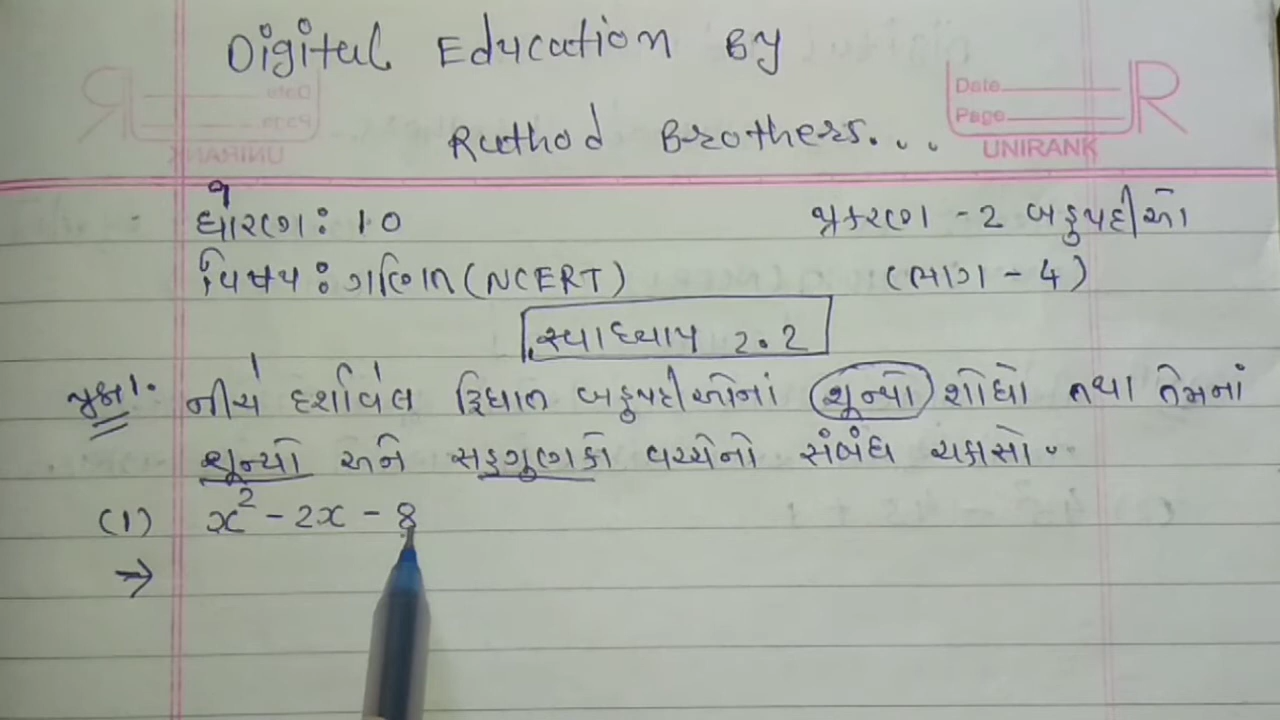 Digital Education By
Rathod Brothers...
Date
Page
UNIRANK
ધોરણ : 10
પ્રકરણ - 2 બહુપદીઓ
વિષય : ગણિત (NCERT)
(ભાગ - 4)
સ્વાધ્યાય 2.2
પ્રશ્ન 1. નીચે દર્શાવેલ દ્વિઘાત બહુપદીઓનાં શૂન્યો શોધો તથા તેમનાં
શૂન્યો અને સહગુણકો વચ્ચેનો સંબંધ ચકાસો.
(1) x² - 2x - 8
⇒